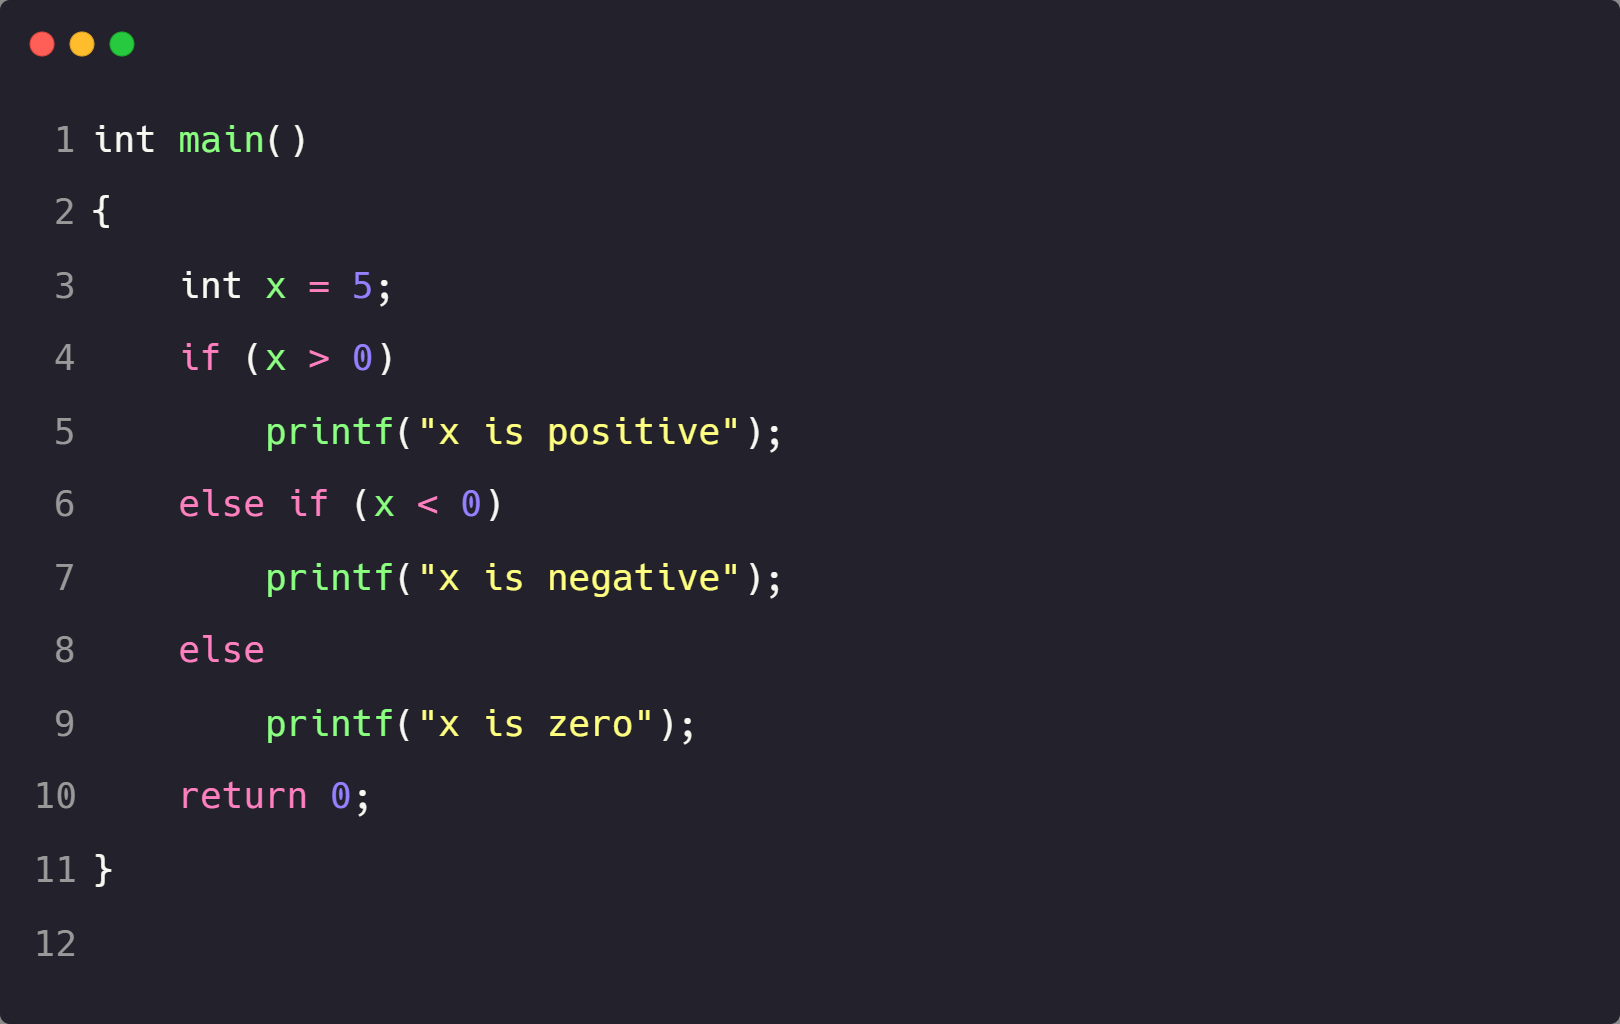 1 int main()
2 {
3     int x = 5;
4     if (x > 0)
5         printf("x is positive");
6     else if (x < 0)
7         printf("x is negative");
8     else
9         printf("x is zero");
10     return 0;
11 }
12